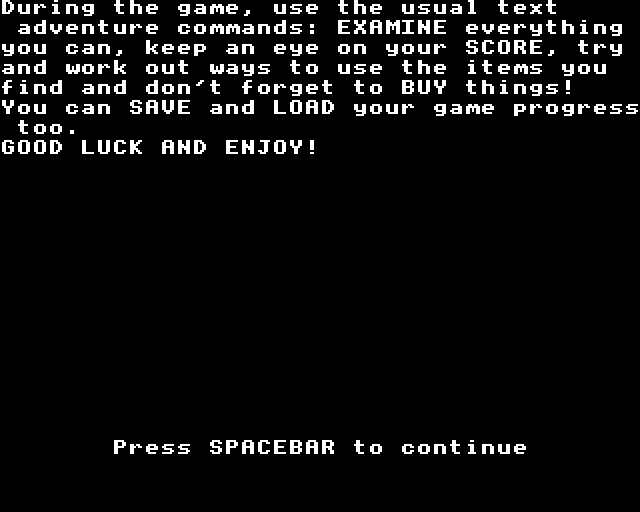 During the game, use the usual text
adventure commands: EXAMINE everything
you can, keep an eye on your SCORE, try
and work out ways to use the items you
find and don't forget to BUY things!
You can SAVE and LOAD your game progress
too.
GOOD LUCK AND ENJOY!
Press SPACEBAR to continue